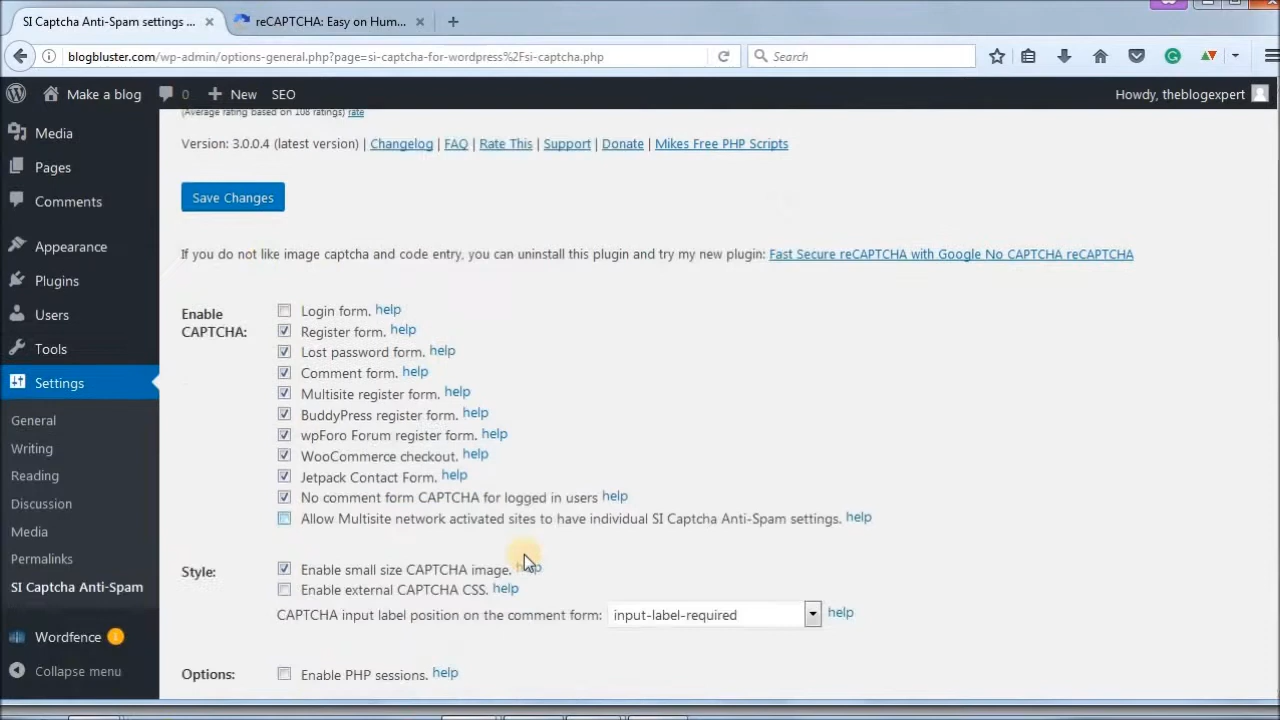 SI Captcha Anti-Spam settings ...
reCAPTCHA: Easy on Hum...
blogbluster.com/wp-admin/options-general.php?page=si-captcha-for-wordpress%2Fsi-captcha.php
Search
Make a blog 0 New SEO
Howdy, theblogexpert
(Average rating based on 108 ratings) rate
Media
Pages
Comments
Appearance
Plugins
Users
Tools
Settings
General
Writing
Reading
Discussion
Media
Permalinks
SI Captcha Anti-Spam
Wordfence 1
Collapse menu
Version: 3.0.0.4 (latest version) | Changelog | FAQ | Rate This | Support | Donate | Mikes Free PHP Scripts
Save Changes
If you do not like image captcha and code entry, you can uninstall this plugin and try my new plugin: Fast Secure reCAPTCHA with Google No CAPTCHA reCAPTCHA
Enable
CAPTCHA:
Login form. help
Register form. help
Lost password form. help
Comment form. help
Multisite register form. help
BuddyPress register form. help
wpForo Forum register form. help
WooCommerce checkout. help
Jetpack Contact Form. help
No comment form CAPTCHA for logged in users help
Allow Multisite network activated sites to have individual SI Captcha Anti-Spam settings. help
Style:
Enable small size CAPTCHA image. help
Enable external CAPTCHA CSS. help
CAPTCHA input label position on the comment form: input-label-required help
Options:
Enable PHP sessions. help